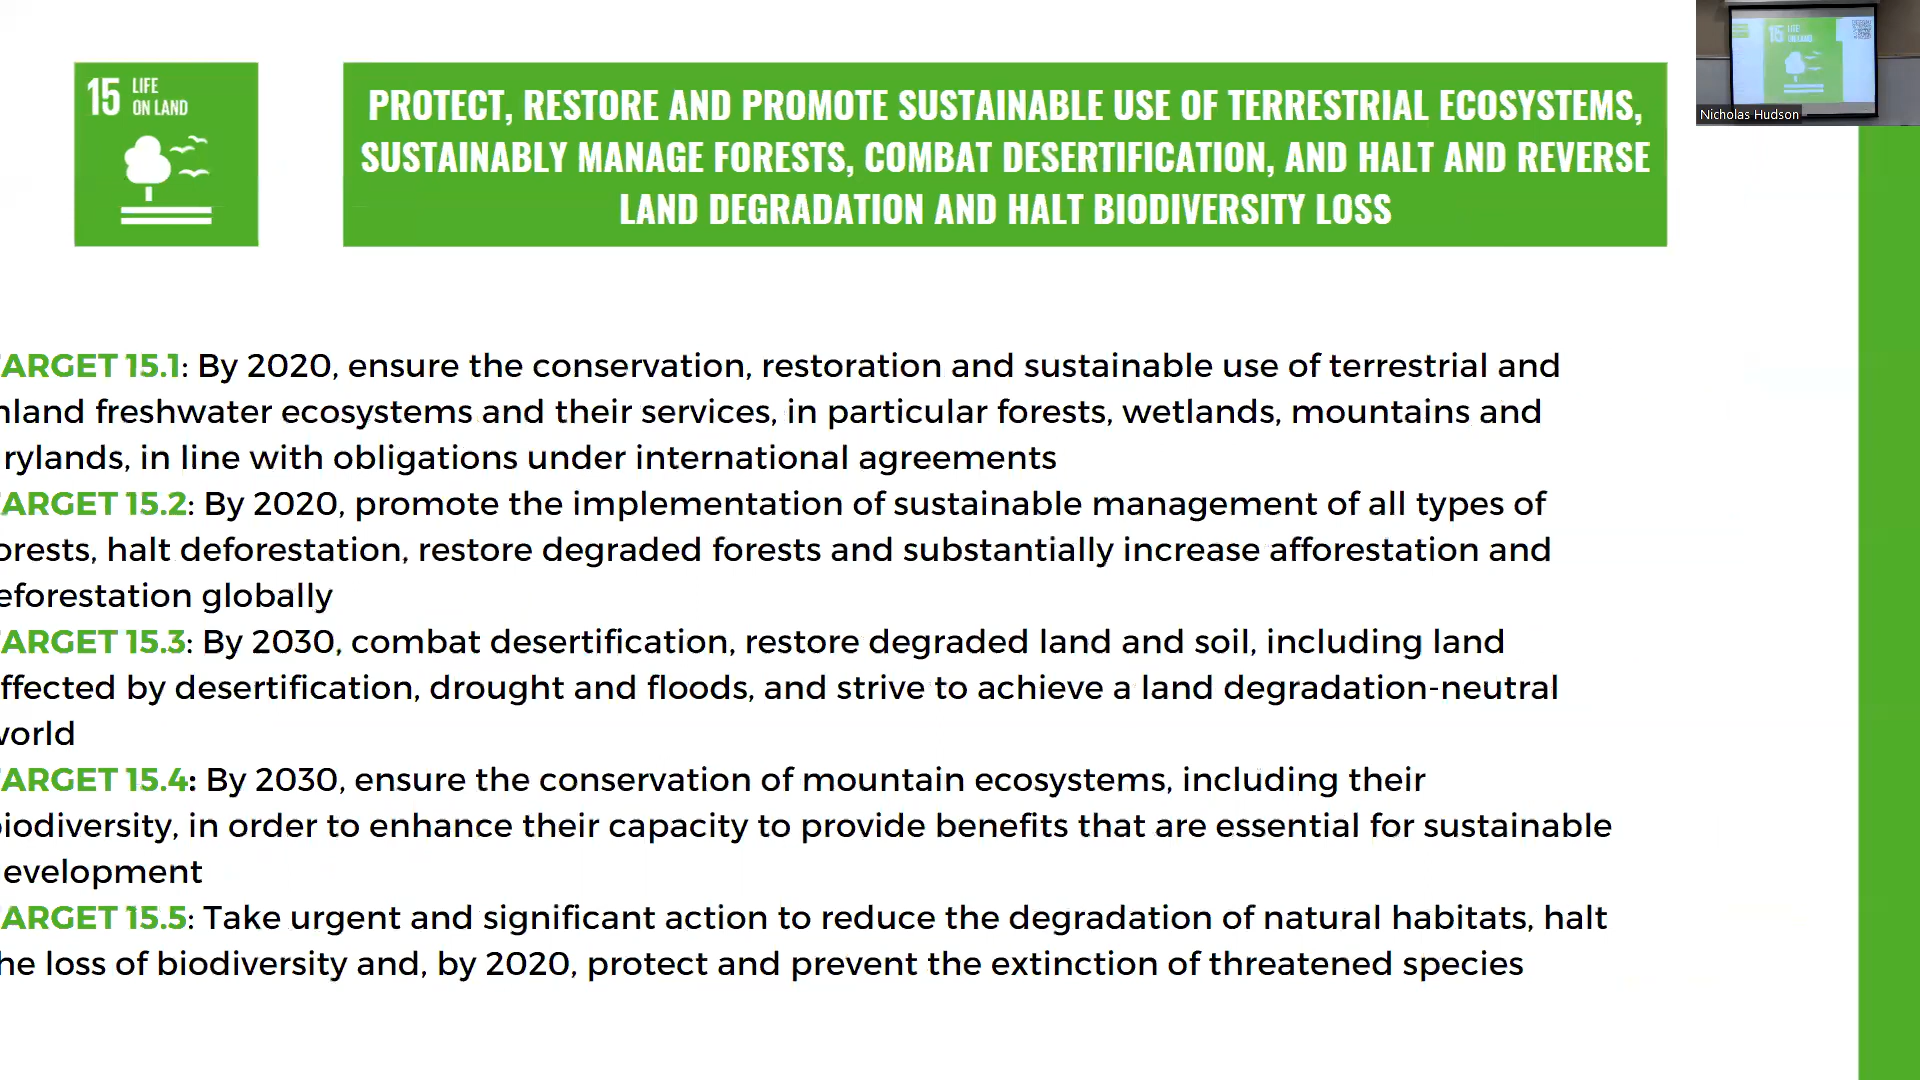 15 LIFE
ON LAND
PROTECT, RESTORE AND PROMOTE SUSTAINABLE USE OF TERRESTRIAL ECOSYSTEMS,
SUSTAINABLY MANAGE FORESTS, COMBAT DESERTIFICATION, AND HALT AND REVERSE
LAND DEGRADATION AND HALT BIODIVERSITY LOSS
15 LIFE
ON LAND
Nicholas Hudson
ARGET 15.1: By 2020, ensure the conservation, restoration and sustainable use of terrestrial and
nland freshwater ecosystems and their services, in particular forests, wetlands, mountains and
rylands, in line with obligations under international agreements
ARGET 15.2: By 2020, promote the implementation of sustainable management of all types of
orests, halt deforestation, restore degraded forests and substantially increase afforestation and
eforestation globally
ARGET 15.3: By 2030, combat desertification, restore degraded land and soil, including land
ffected by desertification, drought and floods, and strive to achieve a land degradation-neutral
world
ARGET 15.4: By 2030, ensure the conservation of mountain ecosystems, including their
biodiversity, in order to enhance their capacity to provide benefits that are essential for sustainable
evelopment
ARGET 15.5: Take urgent and significant action to reduce the degradation of natural habitats, halt
he loss of biodiversity and, by 2020, protect and prevent the extinction of threatened species